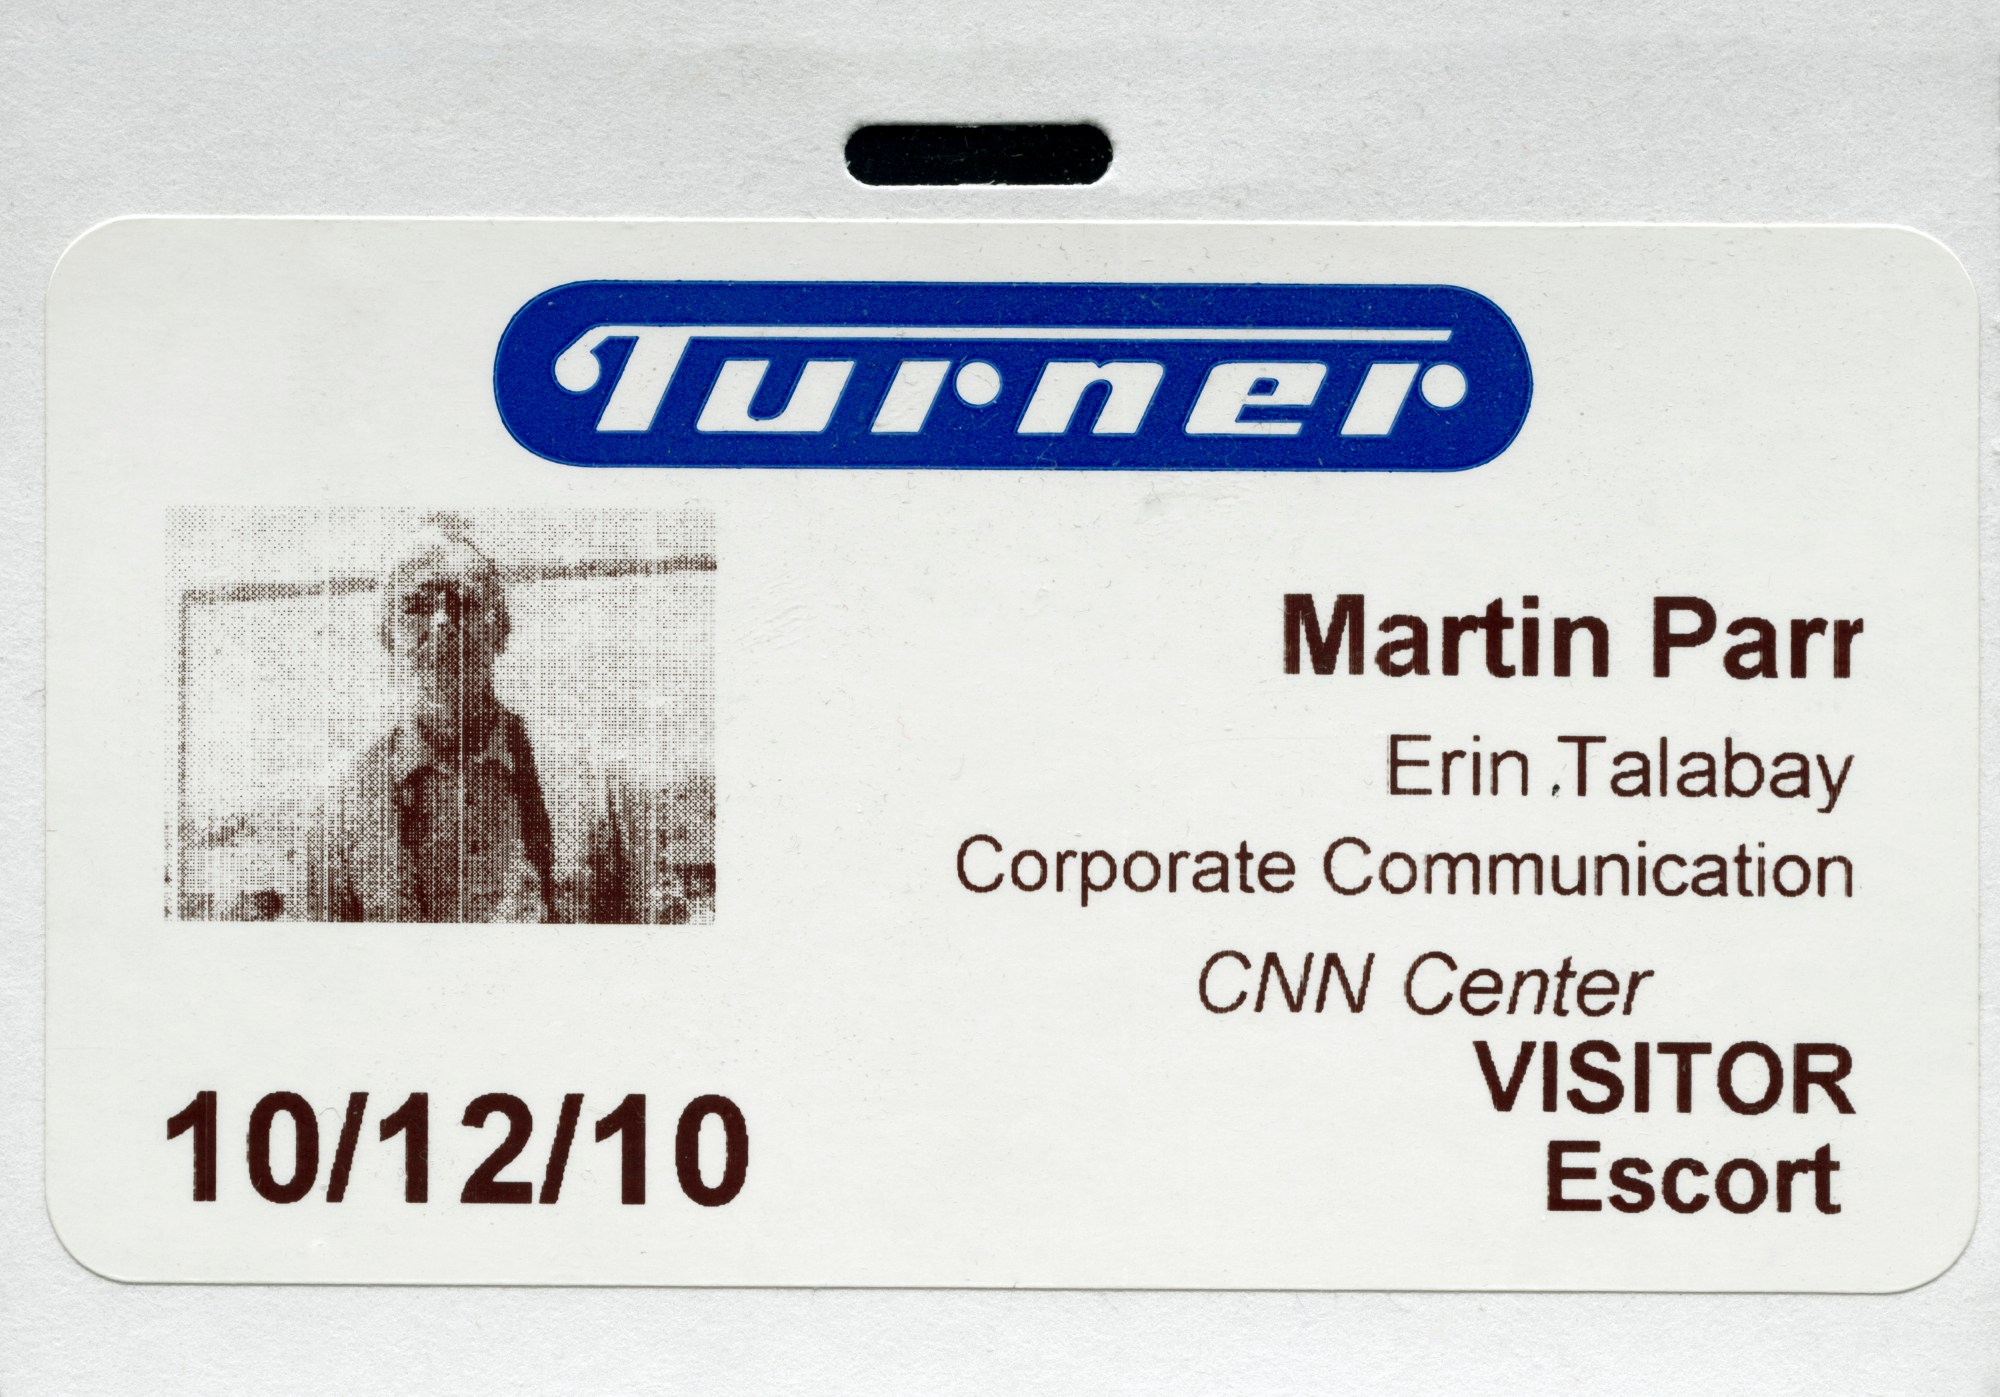 Turner
Martin Parr
Erin Talabay
Corporate Communication
CNN Center
VISITOR
Escort
10/12/10